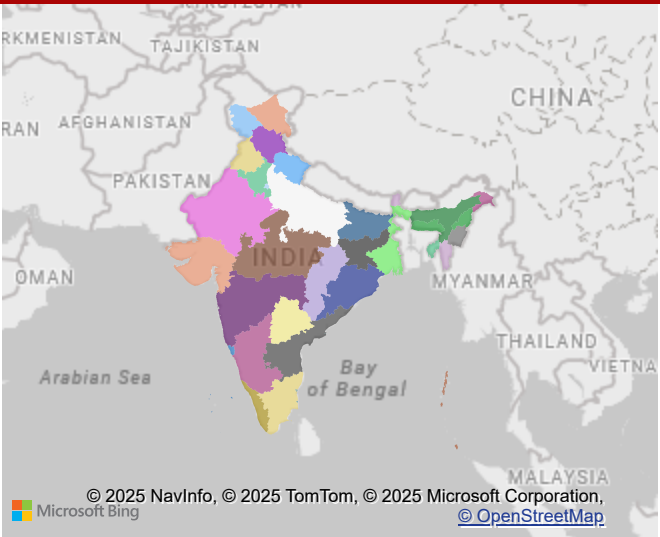 RKMENISTAN
TAJIKISTAN
CHINA
RAN
AFGHANISTAN
PAKISTAN
INDIA
OMAN
MYANMAR
THAILAND
VIETNA
Arabian Sea
Bay
of Bengal
MALAYSIA
© 2025 NavInfo, © 2025 TomTom, © 2025 Microsoft Corporation,
Microsoft Bing
© OpenStreetMap